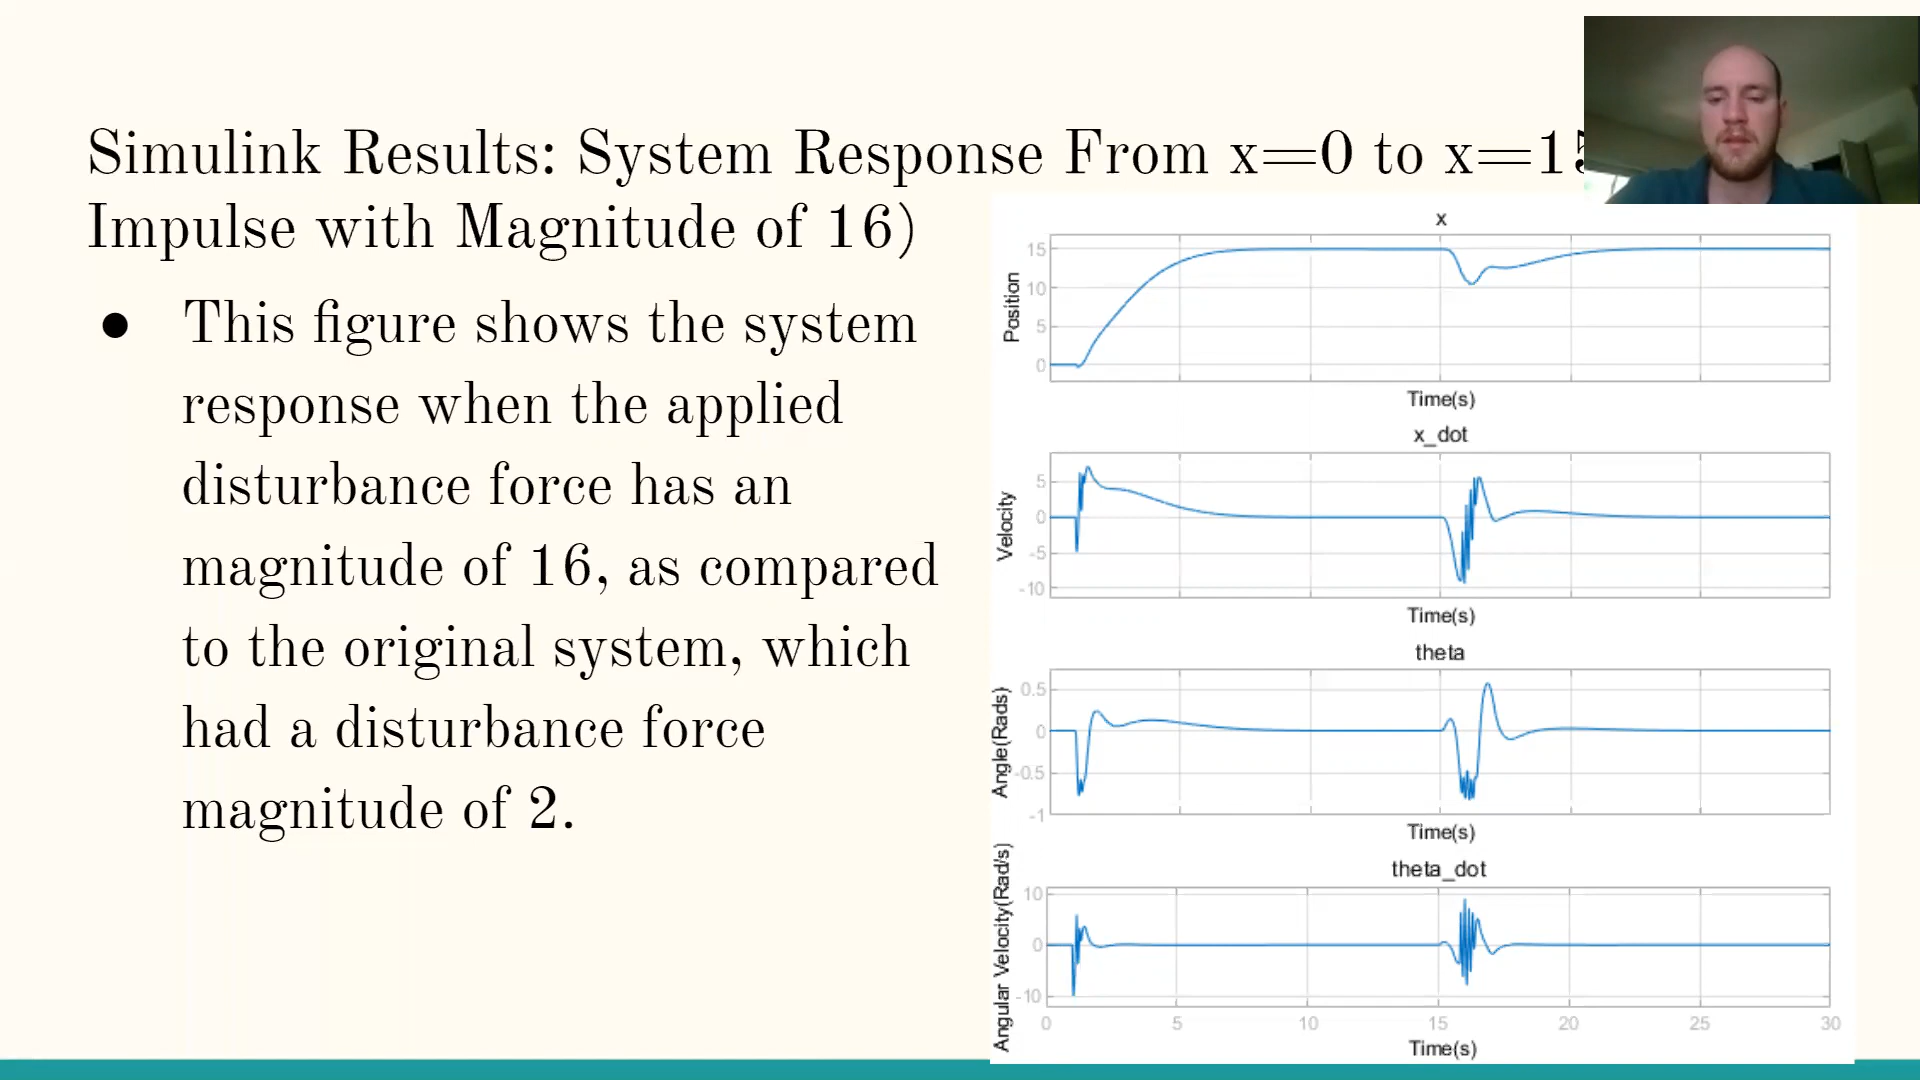 Simulink Results: System Response From x=0 to x=15
Impulse with Magnitude of 16)
● This figure shows the system
response when the applied
disturbance force has an
magnitude of 16, as compared
to the original system, which
had a disturbance force
magnitude of 2.
x
Position
15
10
5
0
Time(s)
x_dot
Velocity
5
0
-5
-10
Time(s)
theta
Angle(Rads)
0.5
0
-0.5
-1
Time(s)
theta_dot
Angular Velocity(Rad/s)
10
0
-10
0 5 10 15 20 25 30
Time(s)